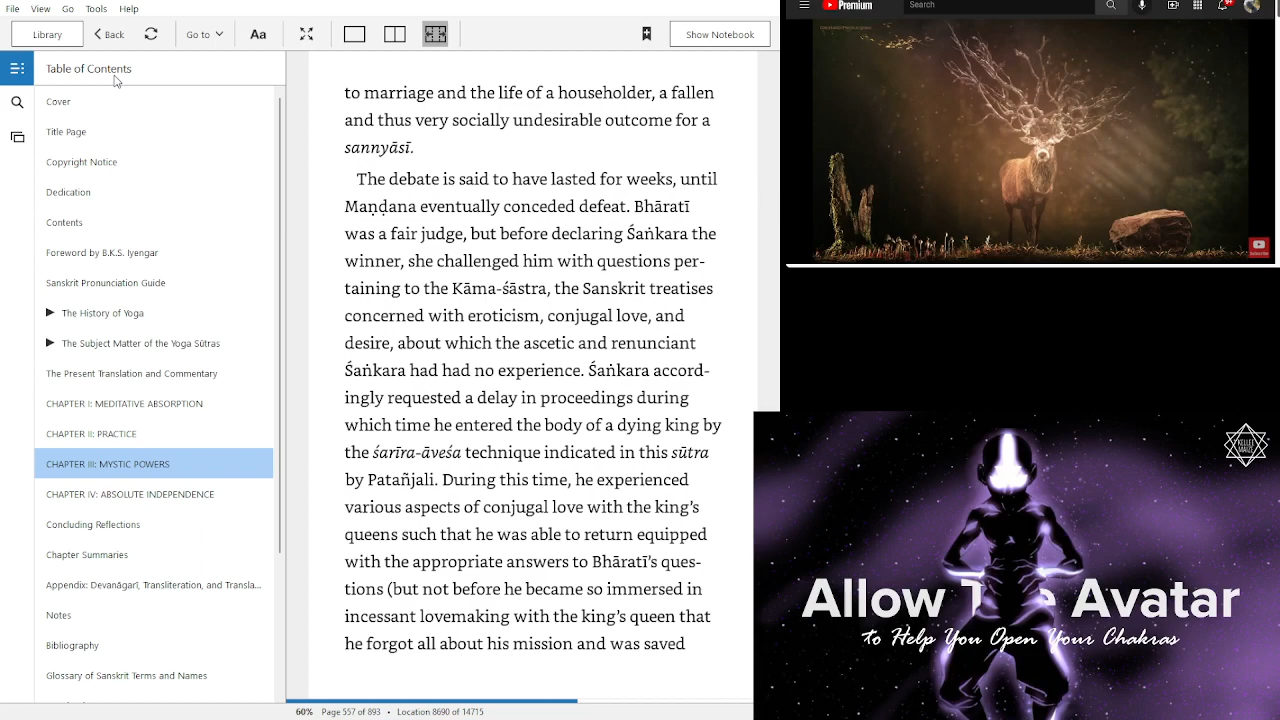 File View Go Tools Help
Library Back Go to Aa Show Notebook
Table of Contents
Cover
Title Page
Copyright Notice
Dedication
Contents
Foreword by B.K.S. Iyengar
Sanskrit Pronunciation Guide
The History of Yoga
The Subject Matter of the Yoga Sūtras
The Present Translation and Commentary
CHAPTER I: MEDITATIVE ABSORPTION
CHAPTER II: PRACTICE
CHAPTER III: MYSTIC POWERS
CHAPTER IV: ABSOLUTE INDEPENDENCE
Concluding Reflections
Chapter Summaries
Appendix: Devanāgarī, Transliteration, and Transla...
Notes
Bibliography
Glossary of Sanskrit Terms and Names
to marriage and the life of a householder, a fallen
and thus very socially undesirable outcome for a
sannyāsī.
The debate is said to have lasted for weeks, until
Maṇḍana eventually conceded defeat. Bhāratī
was a fair judge, but before declaring Śaṅkara the
winner, she challenged him with questions per-
taining to the Kāma-śāstra, the Sanskrit treatises
concerned with eroticism, conjugal love, and
desire, about which the ascetic and renunciant
Śaṅkara had had no experience. Śaṅkara accord-
ingly requested a delay in proceedings during
which time he entered the body of a dying king by
the śarīra-āveśa technique indicated in this sūtra
by Patañjali. During this time, he experienced
various aspects of conjugal love with the king's
queens such that he was able to return equipped
with the appropriate answers to Bhāratī's ques-
tions (but not before he became so immersed in
incessant lovemaking with the king's queen that
he forgot all about his mission and was saved
60% Page 557 of 893 • Location 8690 of 14715
Premium Search 9+
Subscribe
Allow The Avatar
to Help You Open Your Chakras